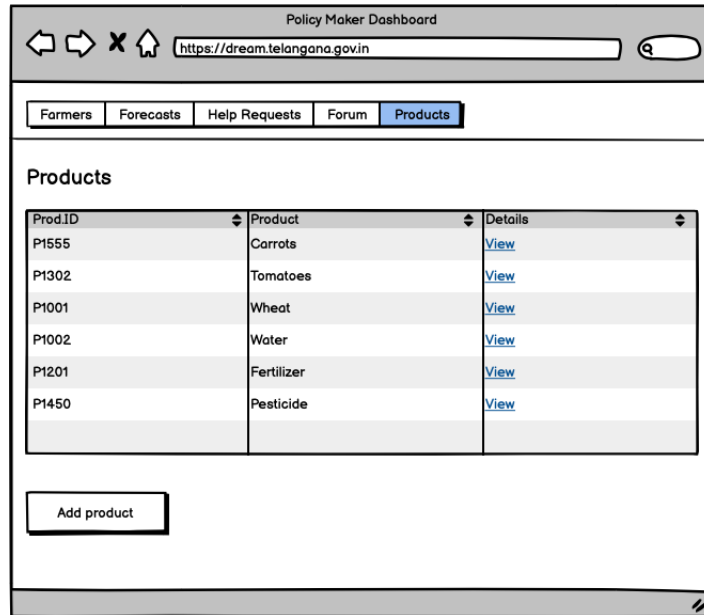 Policy Maker Dashboard
https://dream.telangana.gov.in
Farmers Forecasts Help Requests Forum Products
Products
Prod.ID Product Details
P1555 Carrots View
P1302 Tomatoes View
P1001 Wheat View
P1002 Water View
P1201 Fertilizer View
P1450 Pesticide View
Add product